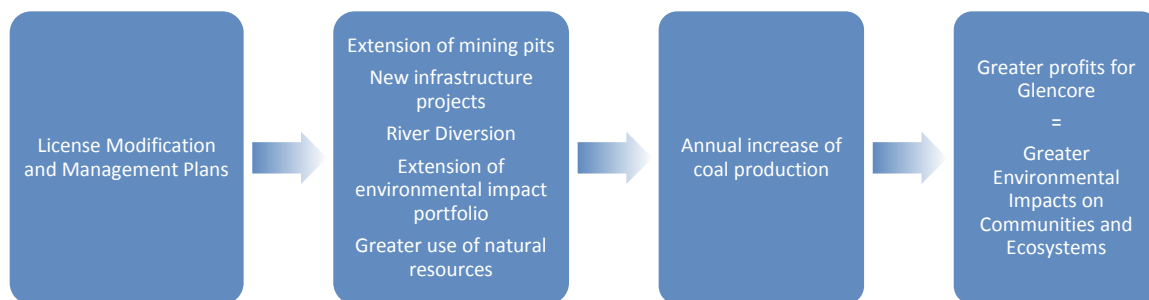 License Modification
and Management Plans
Extension of mining pits
New infrastructure
projects
River Diversion
Extension of
environmental impact
portfolio
Greater use of natural
resources
Annual increase of
coal production
Greater profits for
Glencore
=
Greater
Environmental
Impacts on
Communities and
Ecosystems